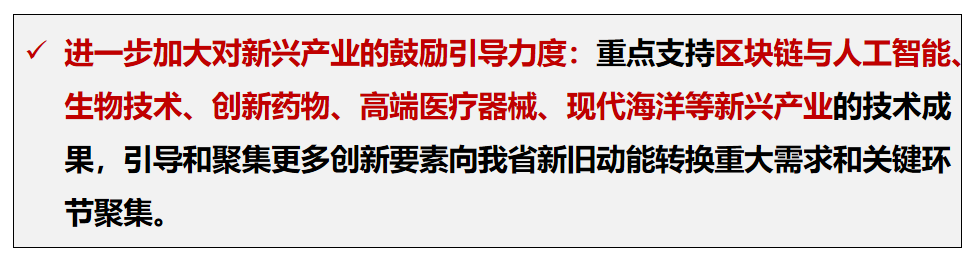 ✓ 进一步加大对新兴产业的鼓励引导力度：重点支持区块链与人工智能、
生物技术、创新药物、高端医疗器械、现代海洋等新兴产业的技术成
果，引导和聚集更多创新要素向我省新旧动能转换重大需求和关键环
节聚集。